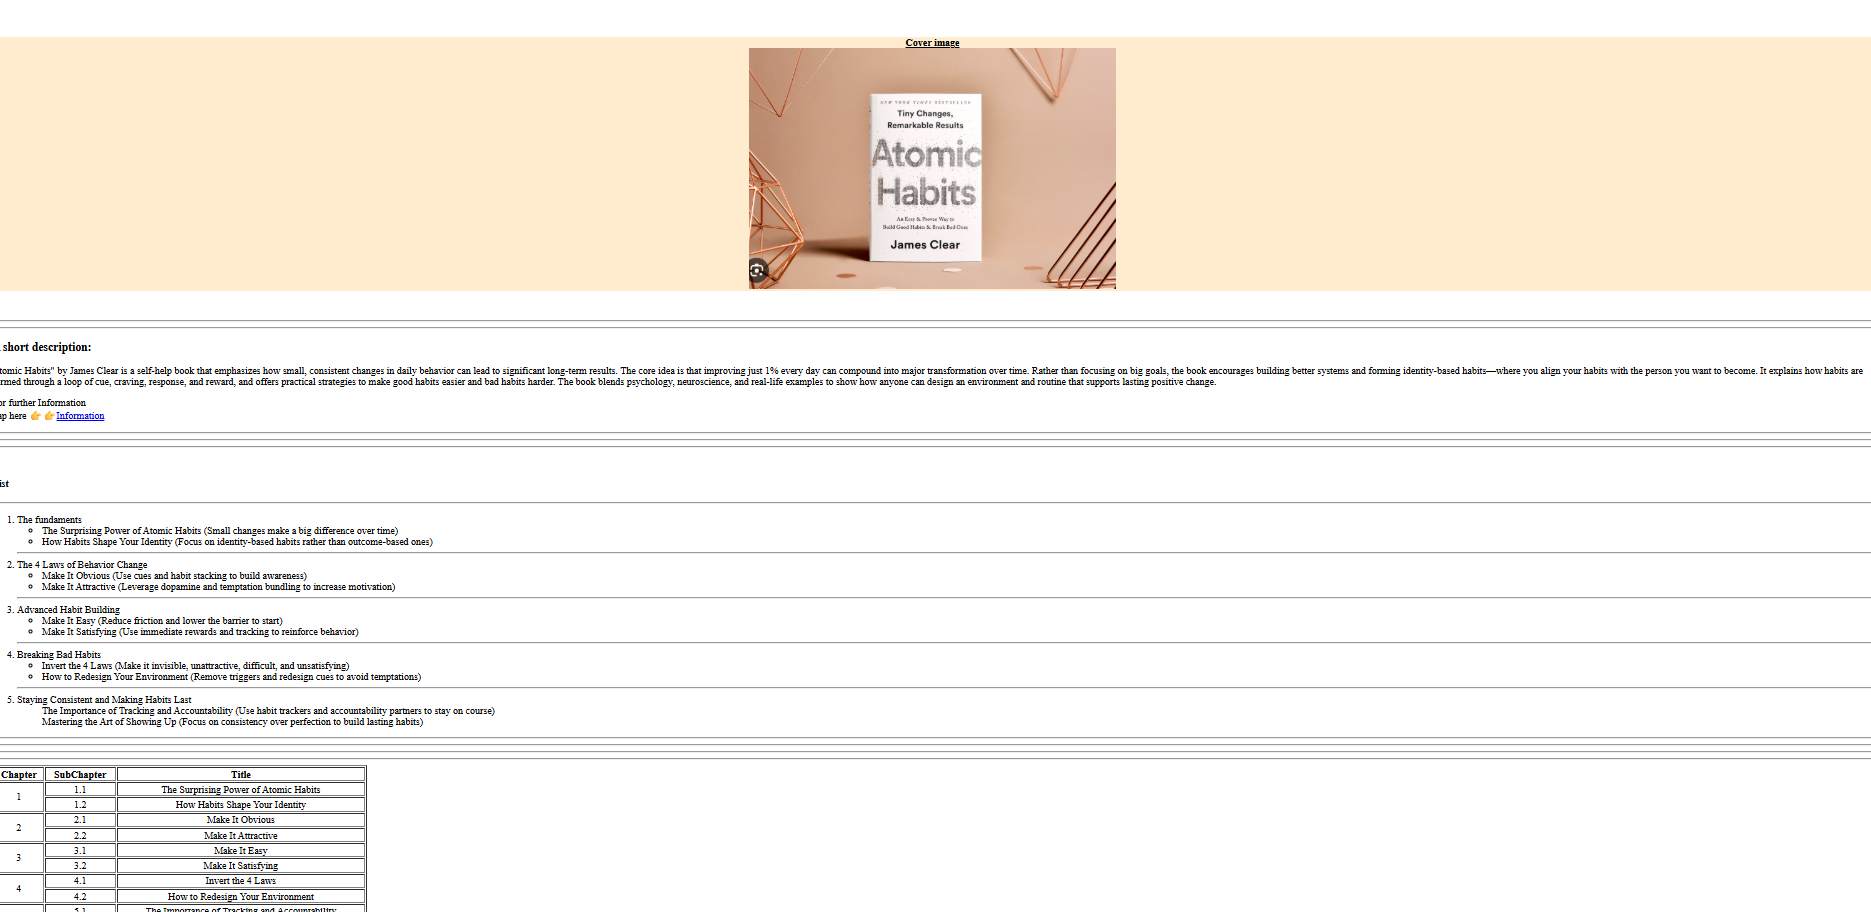 Cover image
NEW YORK TIMES BESTSELLER
Tiny Changes,
Remarkable Results
Atomic
Habits
An Easy & Proven Way to
Build Good Habits & Break Bad Ones
James Clear
short description:
tomic Habits" by James Clear is a self-help book that emphasizes how small, consistent changes in daily behavior can lead to significant long-term results. The core idea is that improving just 1% every day can compound into major transformation over time. Rather than focusing on big goals, the book encourages building better systems and forming identity-based habits—where you align your habits with the person you want to become. It explains how habits are
rmed through a loop of cue, craving, response, and reward, and offers practical strategies to make good habits easier and bad habits harder. The book blends psychology, neuroscience, and real-life examples to show how anyone can design an environment and routine that supports lasting positive change.
or further Information
ap here 👉 👉Information
ist
1. The fundaments
The Surprising Power of Atomic Habits (Small changes make a big difference over time)
How Habits Shape Your Identity (Focus on identity-based habits rather than outcome-based ones)
2. The 4 Laws of Behavior Change
Make It Obvious (Use cues and habit stacking to build awareness)
Make It Attractive (Leverage dopamine and temptation bundling to increase motivation)
3. Advanced Habit Building
Make It Easy (Reduce friction and lower the barrier to start)
Make It Satisfying (Use immediate rewards and tracking to reinforce behavior)
4. Breaking Bad Habits
Invert the 4 Laws (Make it invisible, unattractive, difficult, and unsatisfying)
How to Redesign Your Environment (Remove triggers and redesign cues to avoid temptations)
5. Staying Consistent and Making Habits Last
The Importance of Tracking and Accountability (Use habit trackers and accountability partners to stay on course)
Mastering the Art of Showing Up (Focus on consistency over perfection to build lasting habits)
Chapter SubChapter Title
1 1.1 The Surprising Power of Atomic Habits
1.2 How Habits Shape Your Identity
2 2.1 Make It Obvious
2.2 Make It Attractive
3 3.1 Make It Easy
3.2 Make It Satisfying
4 4.1 Invert the 4 Laws
4.2 How to Redesign Your Environment
5.1 The Importance of Tracking and Accountability